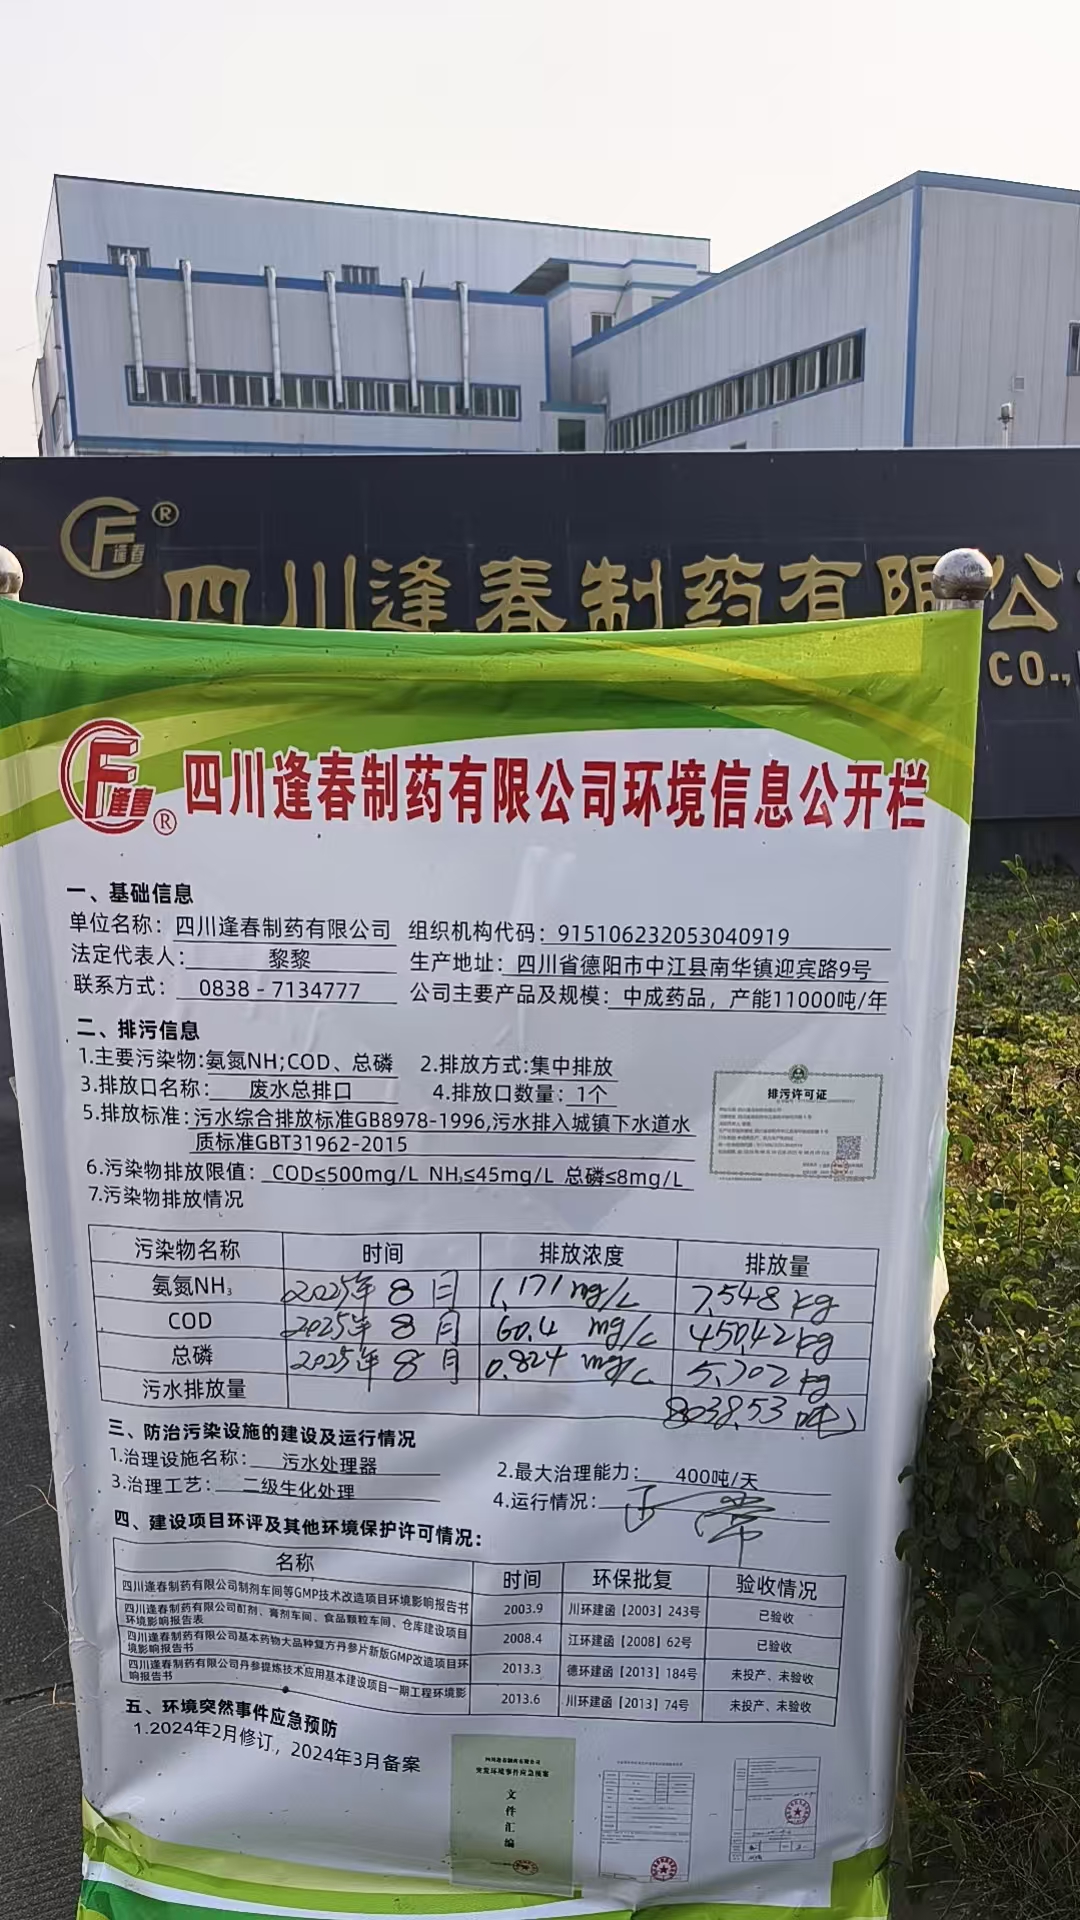 F逢春®
四川逢春制药有限公
CO.,
F逢春®
四川逢春制药有限公司环境信息公开栏
一、基础信息
单位名称：四川逢春制药有限公司 组织机构代码：915106232053040919
法定代表人：黎黎 生产地址：四川省德阳市中江县南华镇迎宾路9号
联系方式：0838-7134777 公司主要产品及规模：中成药品，产能11000吨/年
二、排污信息
1.主要污染物:氨氮NH;COD、总磷 2.排放方式:集中排放
3.排放口名称：废水总排口 4.排放口数量：1个
5.排放标准：污水综合排放标准GB8978-1996,污水排入城镇下水道水
质标准GBT31962-2015
6.污染物排放限值：COD≤500mg/L NH₃≤45mg/L 总磷≤8mg/L
7.污染物排放情况
排污许可证
污染物名称 时间 排放浓度 排放量
氨氮NH₃ 2025年8月 1.171mg/L 7.548kg
COD 2025年8月 60.4 mg/L 450.42kg
总磷 2025年8月 0.824 mg/L 5.702kg
污水排放量 8038.53吨
三、防治污染设施的建设及运行情况
1.治理设施名称：污水处理器 2.最大治理能力：400吨/天
3.治理工艺：二级生化处理 4.运行情况：正常
四、建设项目环评及其他环境保护许可情况：
名称 时间 环保批复 验收情况
四川逢春制药有限公司制剂车间等GMP技术改造项目环境影响报告书 2003.9 川环建函【2003】243号 已验收
四川逢春制药有限公司酊剂、膏剂车间、食品颗粒车间、仓库建设项目
环境影响报告表 2008.4 江环建函【2008】62号 已验收
四川逢春制药有限公司基本药物大品种复方丹参片新版GMP改造项目环
境影响报告书 2013.3 德环建函【2013】184号 未投产、未验收
四川逢春制药有限公司丹参提炼技术应用基本建设项目一期工程环境影
响报告书 2013.6 川环建函【2013】74号 未投产、未验收
五、环境突然事件应急预防
1.2024年2月修订，2024年3月备案
四川逢春制药有限公司
突发环境事件应急预案
文
件
汇
编